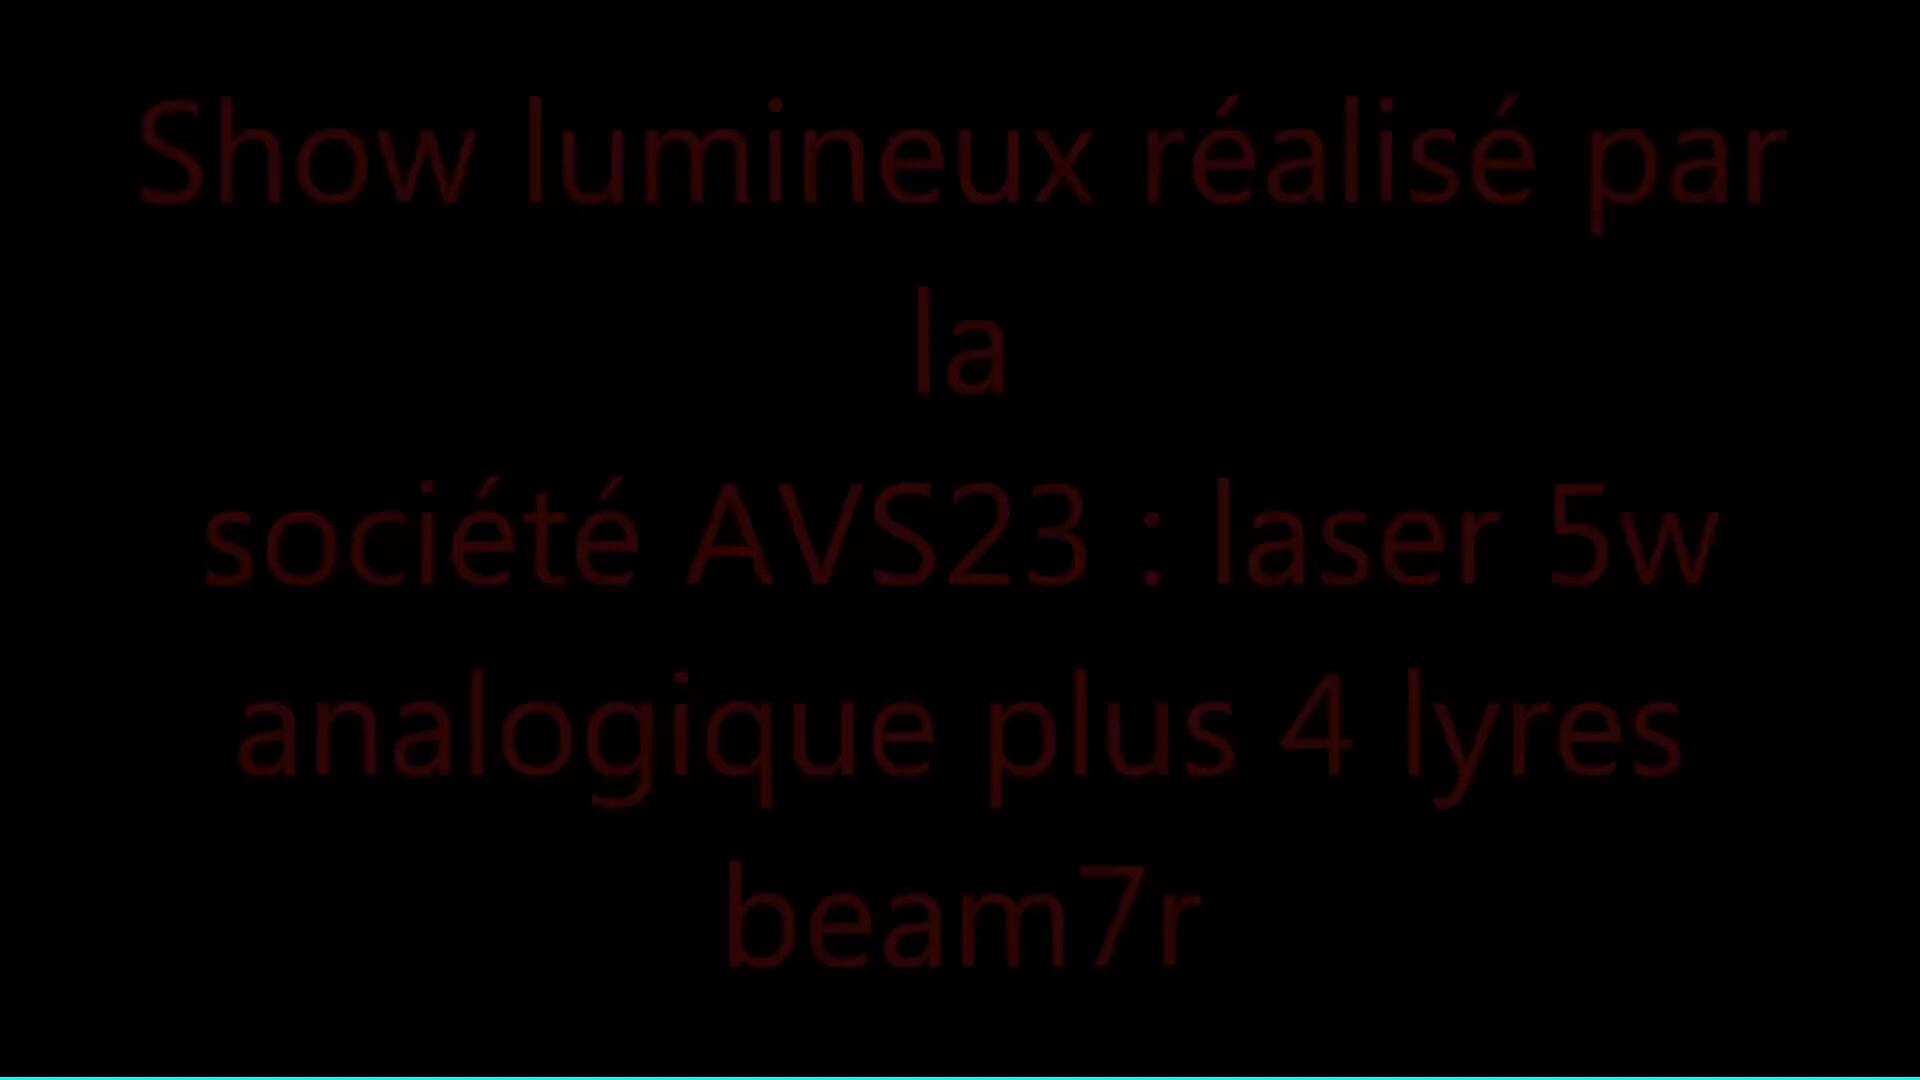 Show lumineux réalisé par
la
société AVS23 : laser 5w
analogique plus 4 lyres
beam7r